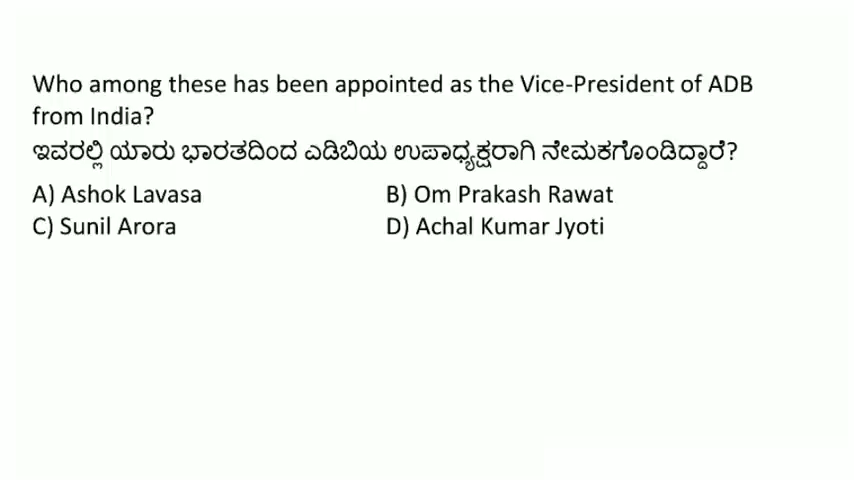 Who among these has been appointed as the Vice-President of ADB
from India?
ಇವರಲ್ಲಿ ಯಾರು ಭಾರತದಿಂದ ಎಡಿಬಿಯ ಉಪಾಧ್ಯಕ್ಷರಾಗಿ ನೇಮಕಗೊಂಡಿದ್ದಾರೆ?
A) Ashok Lavasa B) Om Prakash Rawat
C) Sunil Arora D) Achal Kumar Jyoti